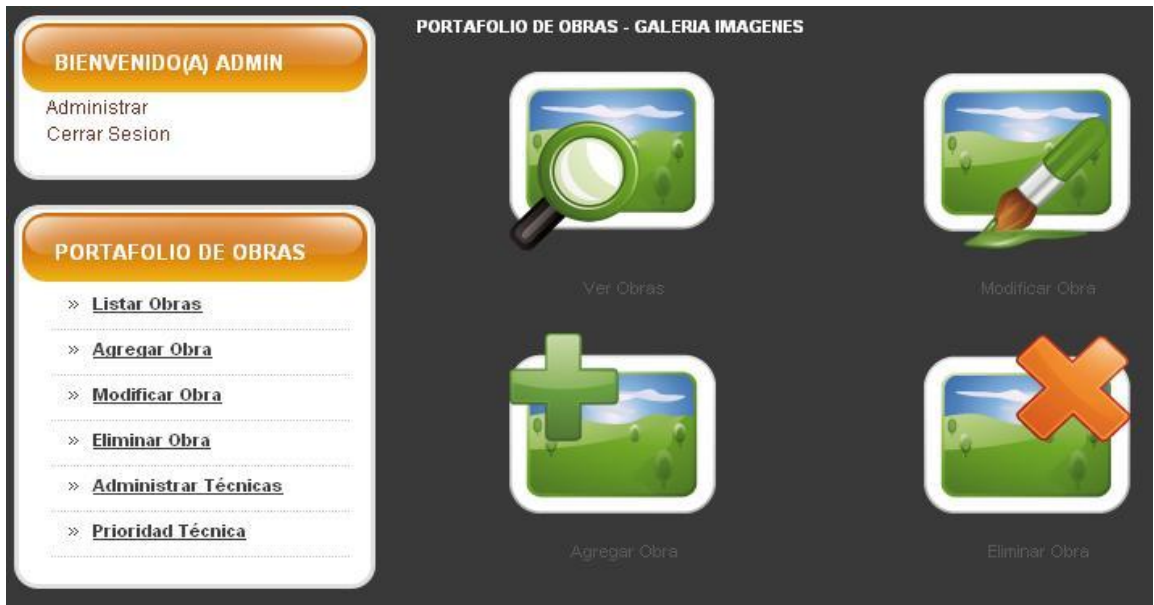 BIENVENIDO(A) ADMIN
Administrar
Cerrar Sesion
PORTAFOLIO DE OBRAS
» Listar Obras
» Agregar Obra
» Modificar Obra
» Eliminar Obra
» Administrar Técnicas
» Prioridad Técnica
PORTAFOLIO DE OBRAS - GALERIA IMAGENES
Ver Obras
Modificar Obra
Agregar Obra
Eliminar Obra